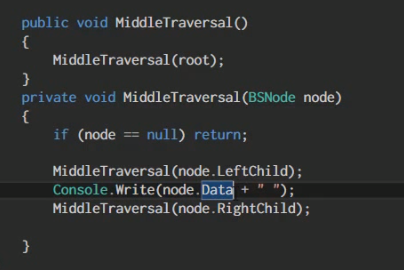 public void MiddleTraversal()
{
MiddleTraversal(root);
}
private void MiddleTraversal(BSNode node)
{
if (node == null) return;
MiddleTraversal(node.LeftChild);
Console.Write(node.Data + " ");
MiddleTraversal(node.RightChild);
}